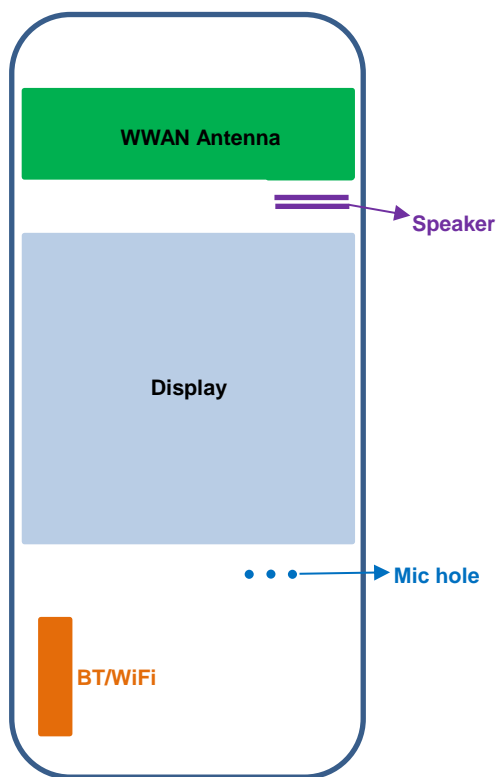 WWAN Antenna
Speaker
Display
Mic hole
BT/WiFi